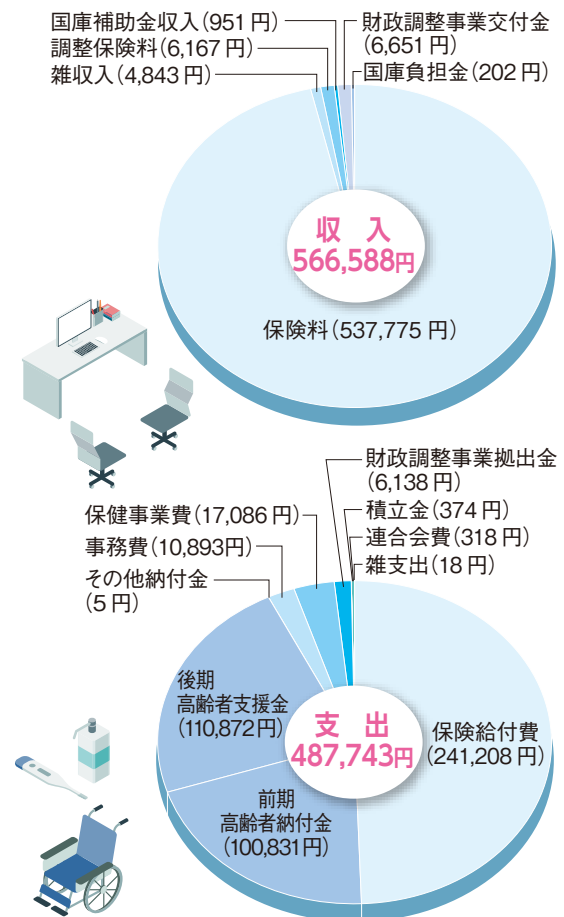 国庫補助金収入(951円)
調整保険料(6,167円)
雑収入(4,843円)
財政調整事業交付金
(6,651円)
国庫負担金(202円)
収 入
566,588円
保険料(537,775円)
財政調整事業拠出金
(6,138円)
積立金(374円)
連合会費(318円)
雑支出(18円)
保健事業費(17,086円)
事務費(10,893円)
その他納付金
(5円)
後期
高齢者支援金
(110,872円)
支 出
487,743円
保険給付費
(241,208円)
前期
高齢者納付金
(100,831円)